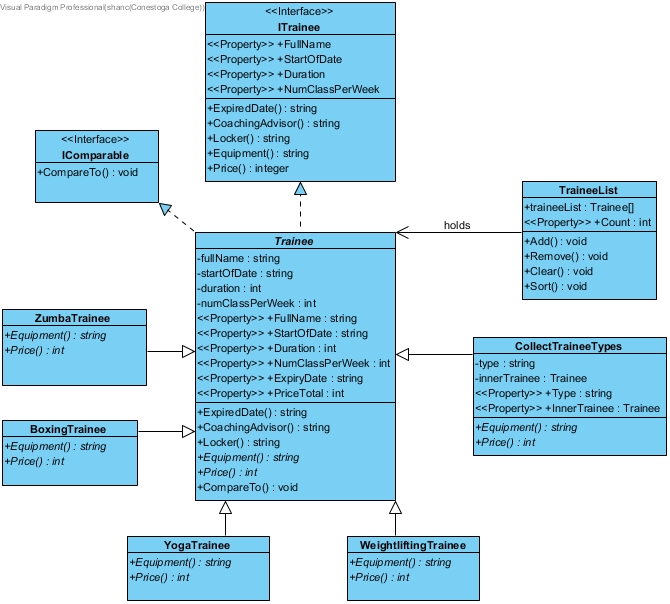 Visual Paradigm Professional(shanc(Conestoga College))
<<Interface>>
ITrainee
<<Property>> +FullName
<<Property>> +StartOfDate
<<Property>> +Duration
<<Property>> +NumClassPerWeek
+ExpiredDate() : string
+CoachingAdvisor() : string
+Locker() : string
+Equipment() : string
+Price() : integer
<<Interface>>
IComparable
+CompareTo() : void
TraineeList
+traineeList : Trainee[]
<<Property>> +Count : int
+Add() : void
+Remove() : void
+Clear() : void
+Sort() : void
holds
Trainee
-fullName : string
-startOfDate : string
-duration : int
-numClassPerWeek : int
<<Property>> +FullName : string
<<Property>> +StartOfDate : string
<<Property>> +Duration : int
<<Property>> +NumClassPerWeek : int
<<Property>> +ExpiryDate : string
<<Property>> +PriceTotal : int
+ExpiredDate() : string
+CoachingAdvisor() : string
+Locker() : string
+Equipment() : string
+Price() : int
+CompareTo() : void
ZumbaTrainee
+Equipment() : string
+Price() : int
CollectTraineeTypes
-type : string
-innerTrainee : Trainee
<<Property>> +Type : string
<<Property>> +InnerTrainee : Trainee
+Equipment() : string
+Price() : int
BoxingTrainee
+Equipment() : string
+Price() : int
YogaTrainee
+Equipment() : string
+Price() : int
WeightliftingTrainee
+Equipment() : string
+Price() : int